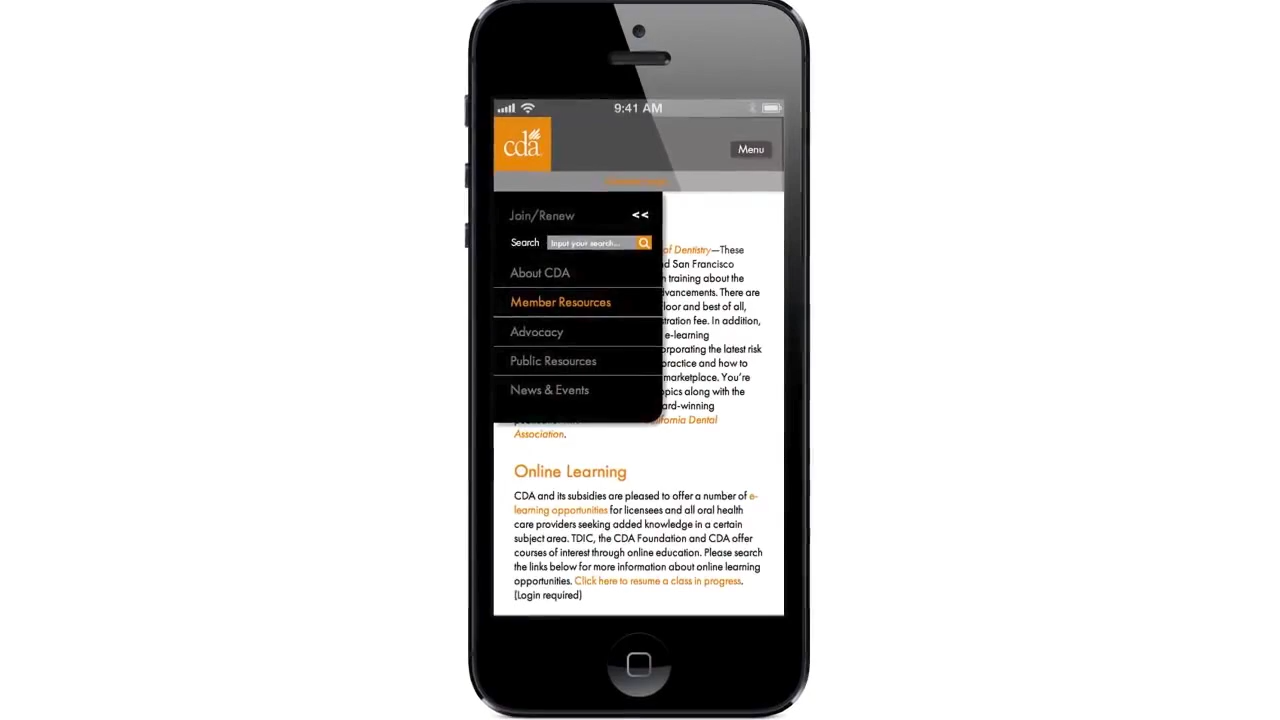 9:41 AM
cda
Menu
Join/Renew <<
Search Input your search...
About CDA
Member Resources
Advocacy
Public Resources
News & Events
of Dentistry—These
d San Francisco
training about the
vancements. There are
loor and best of all,
stration fee. In addition,
e-learning
orporating the latest risk
practice and how to
marketplace. You're
opics along with the
ard-winning
ifornia Dental
Association.
Online Learning
CDA and its subsidies are pleased to offer a number of e-
learning opportunities for licensees and all oral health
care providers seeking added knowledge in a certain
subject area. TDIC, the CDA Foundation and CDA offer
courses of interest through online education. Please search
the links below for more information about online learning
opportunities. Click here to resume a class in progress.
(Login required)